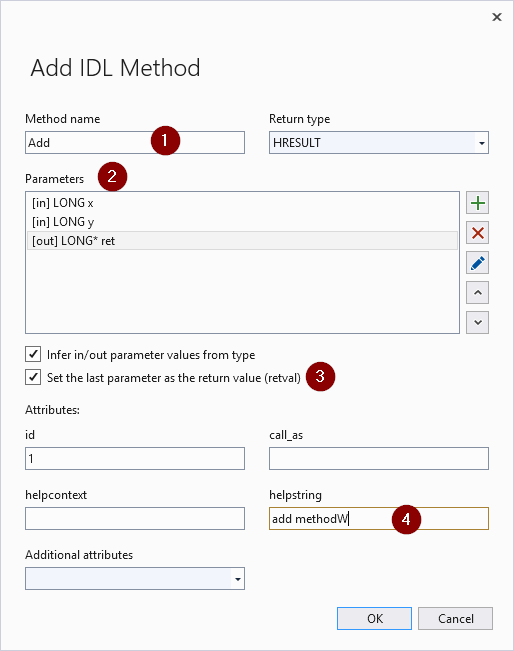 Add IDL Method
Method name
Return type
Add
1
HRESULT
Parameters
2
[in] LONG x
[in] LONG y
[out] LONG* ret
Infer in/out parameter values from type
Set the last parameter as the return value (retval)
3
Attributes:
id
call_as
1
helpcontext
helpstring
add methodW
4
Additional attributes
OK
Cancel